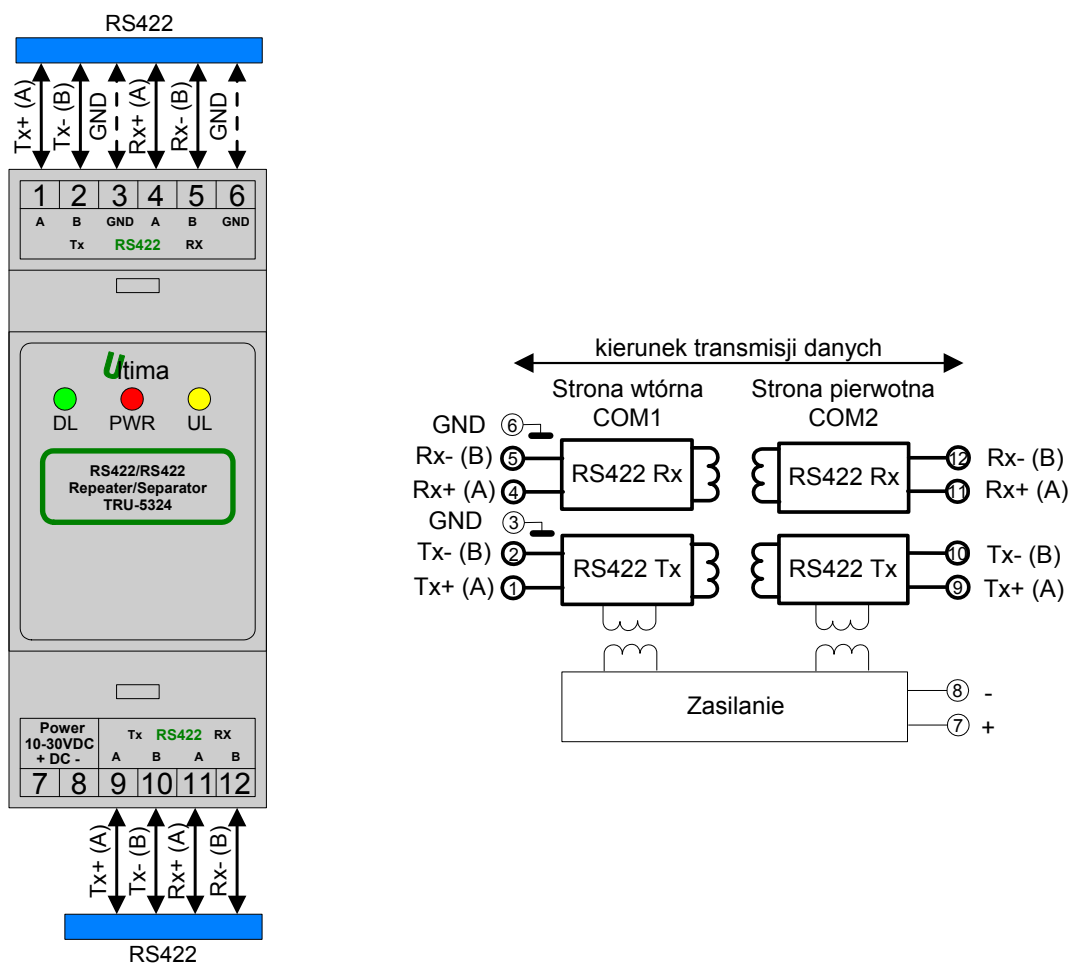 RS422
Tx+ (A)
Tx- (B)
GND
Rx+ (A)
Rx- (B)
GND
1 2 3 4 5 6
A B GND A B GND
Tx RS422 RX
Ultima
DL PWR UL
RS422/RS422
Repeater/Separator
TRU-5324
Power
10-30VDC
+ DC -
Tx RS422 RX
A B A B
7 8 9 10 11 12
Tx+ (A)
Tx- (B)
Rx+ (A)
Rx- (B)
RS422
kierunek transmisji danych
Strona wtórna
COM1
Strona pierwotna
COM2
GND 6
Rx- (B) 5
Rx+ (A) 4
RS422 Rx
RS422 Rx
12 Rx- (B)
11 Rx+ (A)
GND 3
Tx- (B) 2
Tx+ (A) 1
RS422 Tx
RS422 Tx
10 Tx- (B)
9 Tx+ (A)
Zasilanie
8 -
7 +